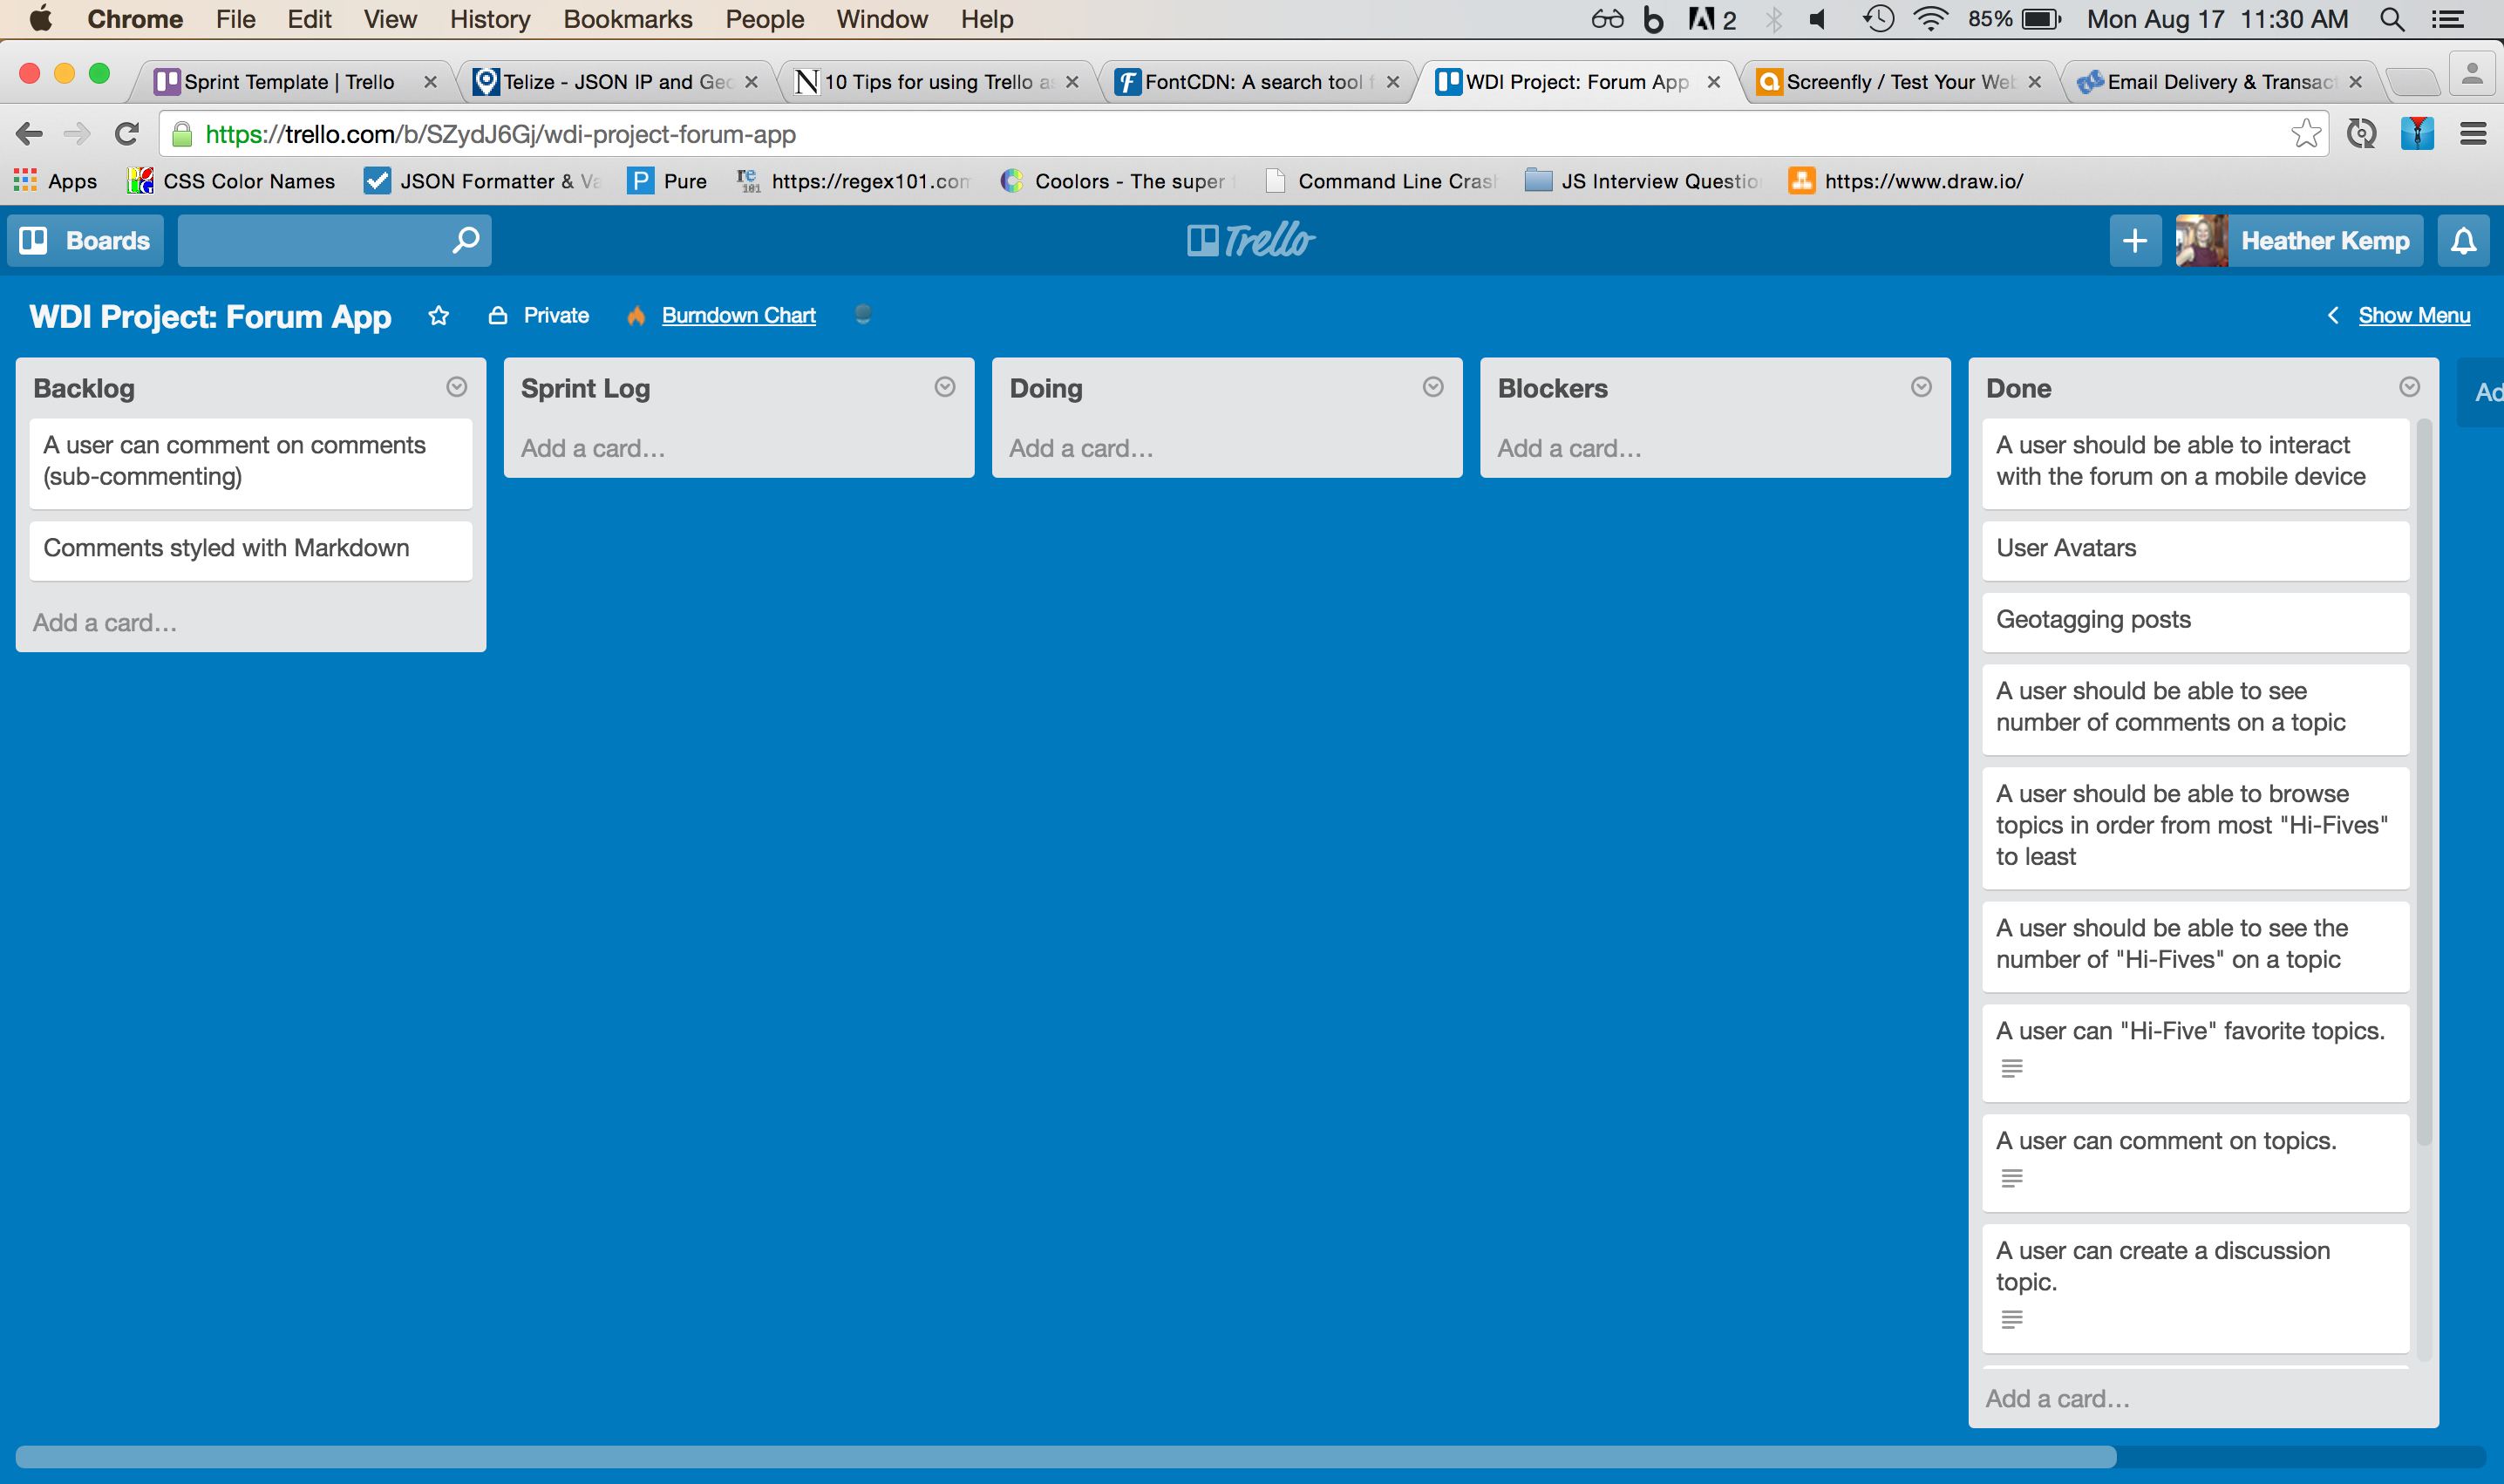 Chrome File Edit View History Bookmarks People Window Help 2 85% Mon Aug 17 11:30 AM
Sprint Template | Trello Telize - JSON IP and Geo 10 Tips for using Trello as FontCDN: A search tool f WDI Project: Forum App Screenfly / Test Your Web Email Delivery & Transact
https://trello.com/b/SZydJ6Gj/wdi-project-forum-app
Apps CSS Color Names JSON Formatter & Va Pure https://regex101.com Coolors - The super Command Line Crash JS Interview Question https://www.draw.io/
Boards Trello Heather Kemp
WDI Project: Forum App Private Burndown Chart Show Menu
Backlog
A user can comment on comments
(sub-commenting)
Comments styled with Markdown
Add a card…
Sprint Log
Add a card…
Doing
Add a card…
Blockers
Add a card…
Done
A user should be able to interact
with the forum on a mobile device
User Avatars
Geotagging posts
A user should be able to see
number of comments on a topic
A user should be able to browse
topics in order from most "Hi-Fives"
to least
A user should be able to see the
number of "Hi-Fives" on a topic
A user can "Hi-Five" favorite topics.
A user can comment on topics.
A user can create a discussion
topic.
Add a card…
Ad